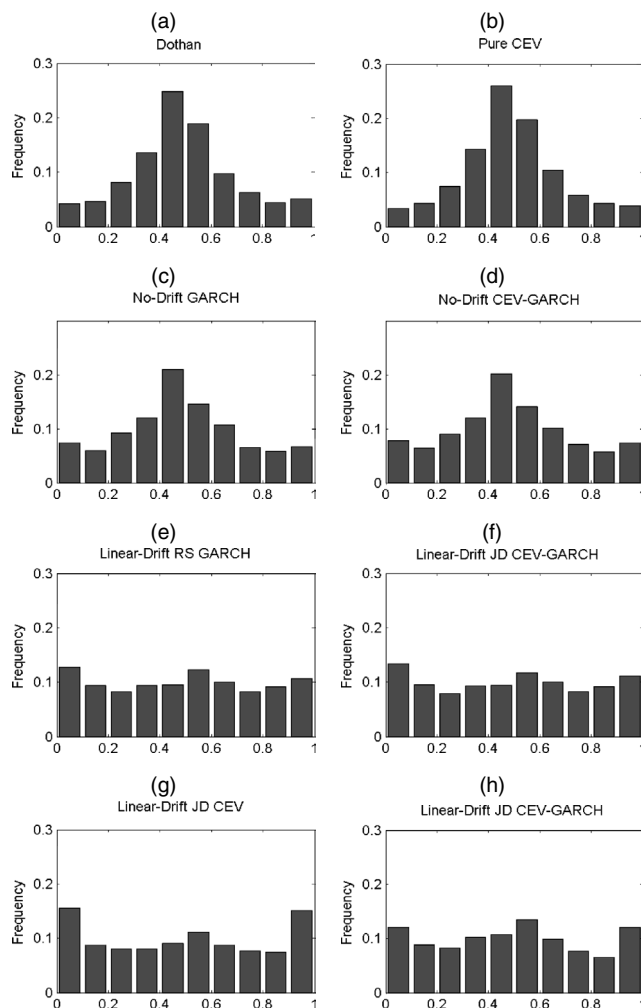 (a)
Dothan
0.3
0.2
0.1
0
Frequency
0 0.2 0.4 0.6 0.8 1
(b)
Pure CEV
0.3
0.2
0.1
0
Frequency
0 0.2 0.4 0.6 0.8
(c)
No-Drift GARCH
0.2
0.1
0
Frequency
0 0.2 0.4 0.6 0.8 1
(d)
No-Drift CEV-GARCH
0.2
0.1
0
Frequency
0 0.2 0.4 0.6 0.8 1
(e)
Linear-Drift RS GARCH
0.3
0.2
0.1
0
Frequency
0 0.2 0.4 0.6 0.8 1
(f)
Linear-Drift JD CEV-GARCH
0.3
0.2
0.1
0
Frequency
0 0.2 0.4 0.6 0.8
(g)
Linear-Drift JD CEV
0.3
0.2
0.1
0
Frequency
0 0.2 0.4 0.6 0.8 1
(h)
Linear-Drift JD CEV-GARCH
0.3
0.2
0.1
0
Frequency
0 0.2 0.4 0.6 0.8